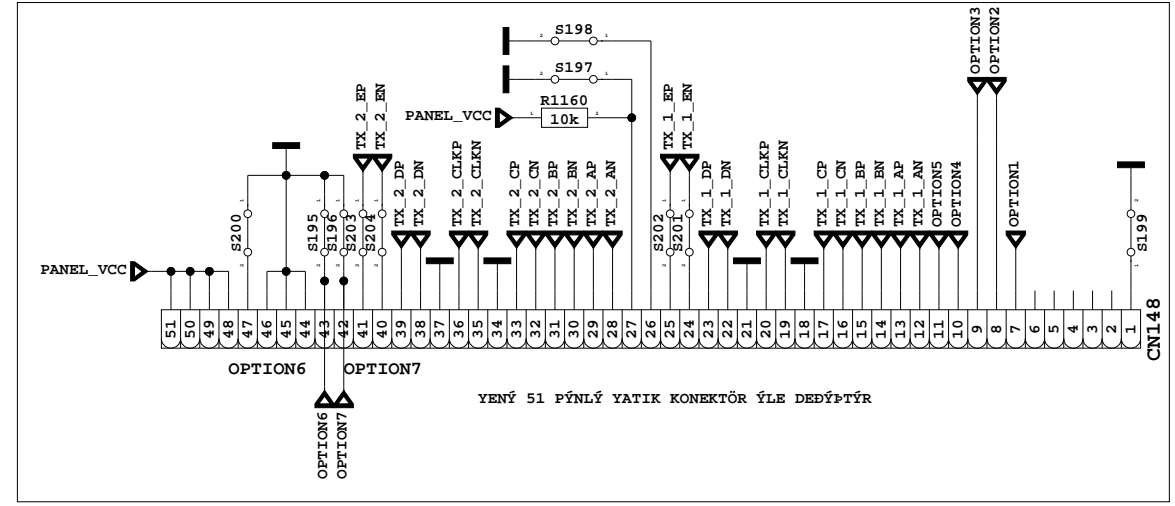 S198
S197
R1160
PANEL_VCC
10k
OPTION3
OPTION2
TX_2_EP
TX_2_EN
TX_1_EP
TX_1_EN
TX_2_DP
TX_2_DN
TX_2_CLKP
TX_2_CLKN
TX_2_CP
TX_2_CN
TX_2_BP
TX_2_BN
TX_2_AP
TX_2_AN
TX_1_DP
TX_1_DN
TX_1_CLKP
TX_1_CLKN
TX_1_CP
TX_1_CN
TX_1_BP
TX_1_BN
TX_1_AP
TX_1_AN
OPTION5
OPTION4
OPTION1
S200
S195
S196
S203
S204
S202
S201
S199
PANEL_VCC
51 50 49 48 47 46 45 44 43 42 41 40 39 38 37 36 35 34 33 32 31 30 29 28 27 26 25 24 23 22 21 20 19 18 17 16 15 14 13 12 11 10 9 8 7 6 5 4 3 2 1
CN148
OPTION6
OPTION7
YENÝ 51 PÝNLÝ YATIK KONEKTÖR ÝLE DEÐÝÞTÝR
OPTION6
OPTION7